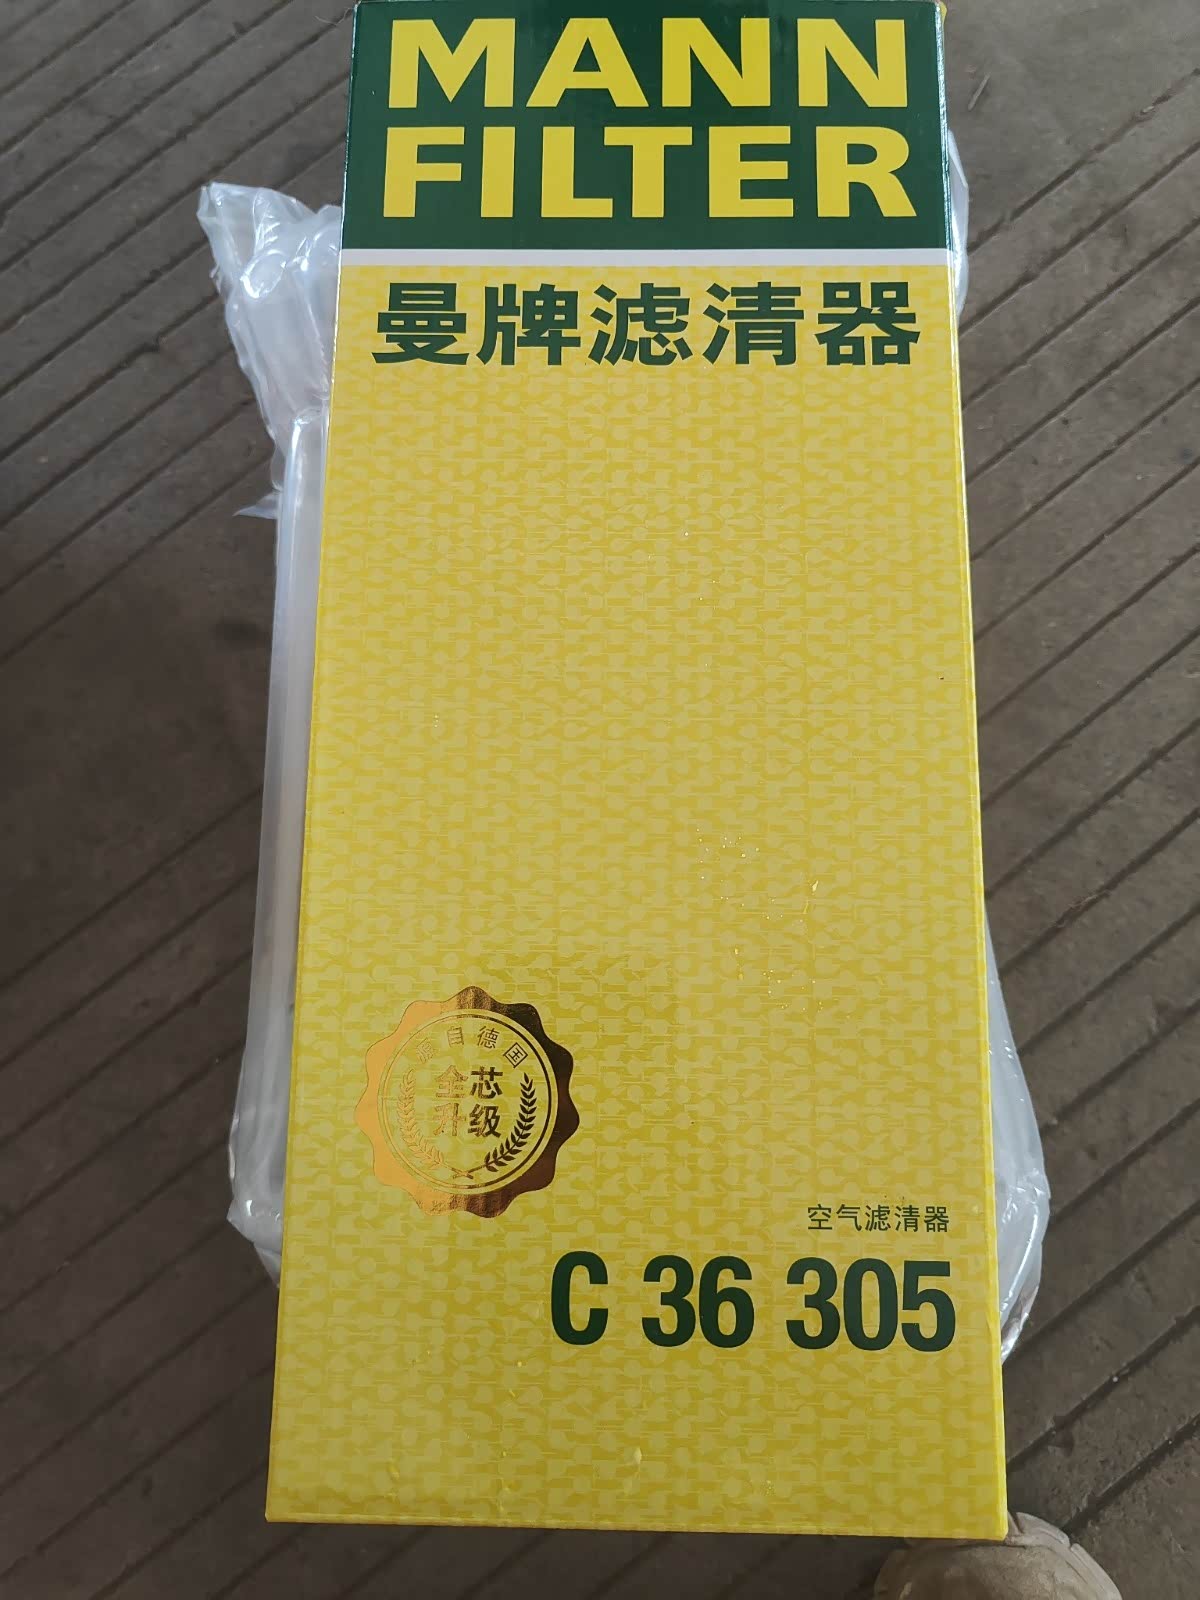 MANN
FILTER
曼牌滤清器
源自德国
全芯
升级
空气滤清器
C 36 305